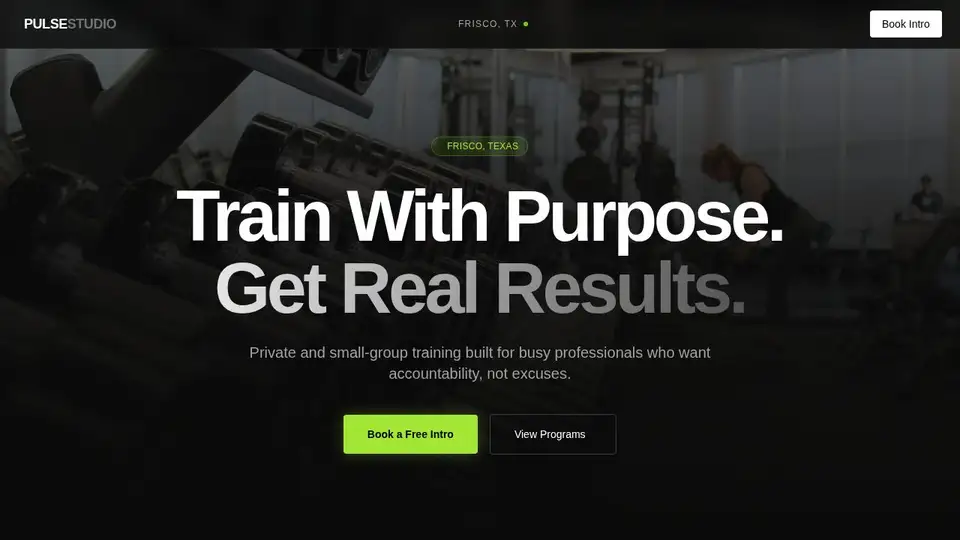 PULSESTUDIO
FRISCO, TX
Book Intro
FRISCO, TEXAS
Train With Purpose.
Get Real Results.
Private and small-group training built for busy professionals who want
accountability, not excuses.
Book a Free Intro
View Programs